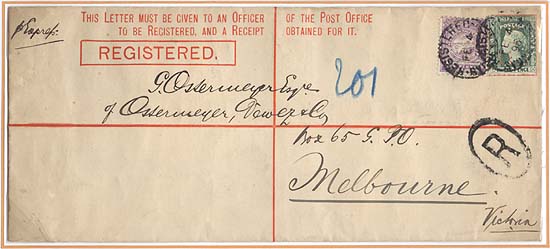 THIS LETTER MUST BE GIVEN TO AN OFFICER OF THE POST OFFICE
TO BE REGISTERED, AND A RECEIPT OBTAINED FOR IT.
p Express.
REGISTERED.
201
G. Ostermeyer Esqre
of Ostermeyer, Dewez & Co
Box 65 G. P.O.
R
Melbourne.
Victoria